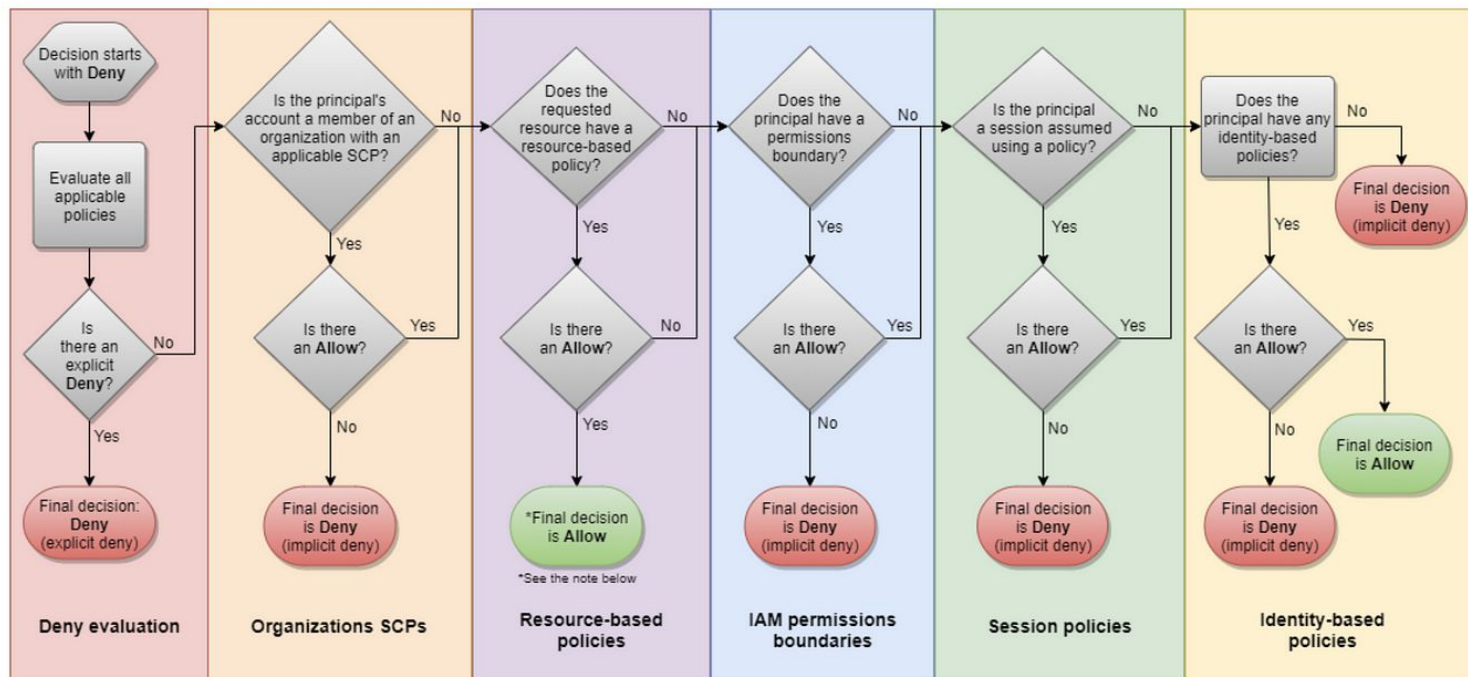 Decision starts
with Deny
Evaluate all
applicable
policies
Is
there an
explicit
Deny?
No
Yes
Final decision:
Deny
(explicit deny)
Deny evaluation
Is the principal's
account a member of an
organization with an
applicable SCP?
No
Yes
Is there
an Allow?
Yes
No
Final decision
is Deny
(implicit deny)
Organizations SCPs
Does the
requested
resource have a
resource-based
policy?
No
Yes
Is there
an Allow?
No
Yes
*Final decision
is Allow
*See the note below
Resource-based
policies
Does the
principal have a
permissions
boundary?
No
Yes
Is there
an Allow?
Yes
No
Final decision
is Deny
(implicit deny)
IAM permissions
boundaries
Is the principal
a session assumed
using a policy?
No
Yes
Is there
an Allow?
Yes
No
Final decision
is Deny
(implicit deny)
Session policies
Does the
principal have any
identity-based
policies?
No
Final decision
is Deny
(implicit deny)
Yes
Is there
an Allow?
Yes
Final decision
is Allow
No
Final decision
is Deny
(implicit deny)
Identity-based
policies